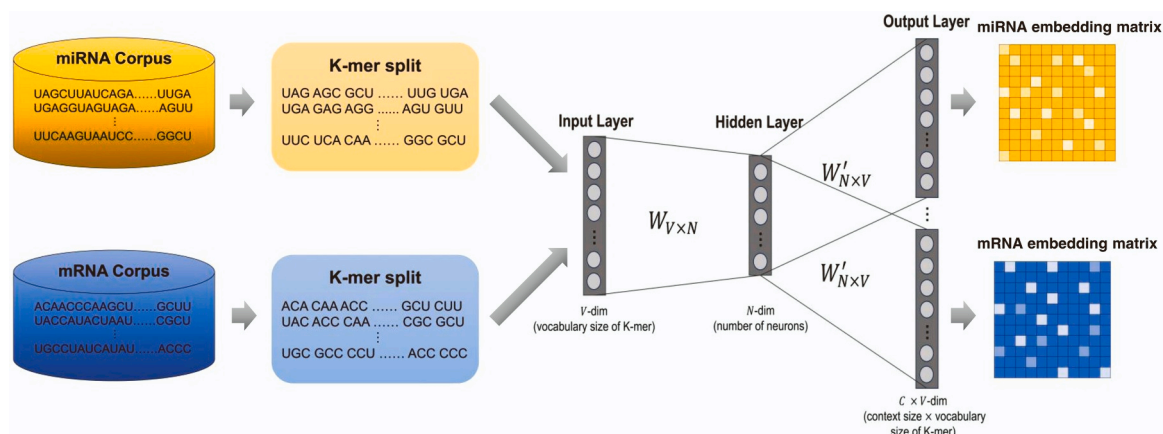 miRNA Corpus
UAGCUUAUCAGA......UUGA
UGAGGUAGUAGA......AGUU
⋮
UUCAAGUAAUCC......GGCU
K-mer split
UAG AGC GCU ...... UUG UGA
UGA GAG AGG ...... AGU GUU
⋮
UUC UCA CAA ...... GGC GCU
mRNA Corpus
ACAACCCAAGCU......GCUU
UACCAUACUAAU......CGCU
⋮
UGCCUAUCAUAU......ACCC
K-mer split
ACA CAA ACC ...... GCU CUU
UAC ACC CAA ...... CGC GCU
⋮
UGC GCC CCU ...... ACC CCC
Input Layer
V-dim
(vocabulary size of K-mer)
W_{V×N}
Hidden Layer
N-dim
(number of neurons)
W'_{N×V}
W'_{N×V}
Output Layer
...
C × V-dim
(context size × vocabulary
size of K-mer)
miRNA embedding matrix
mRNA embedding matrix